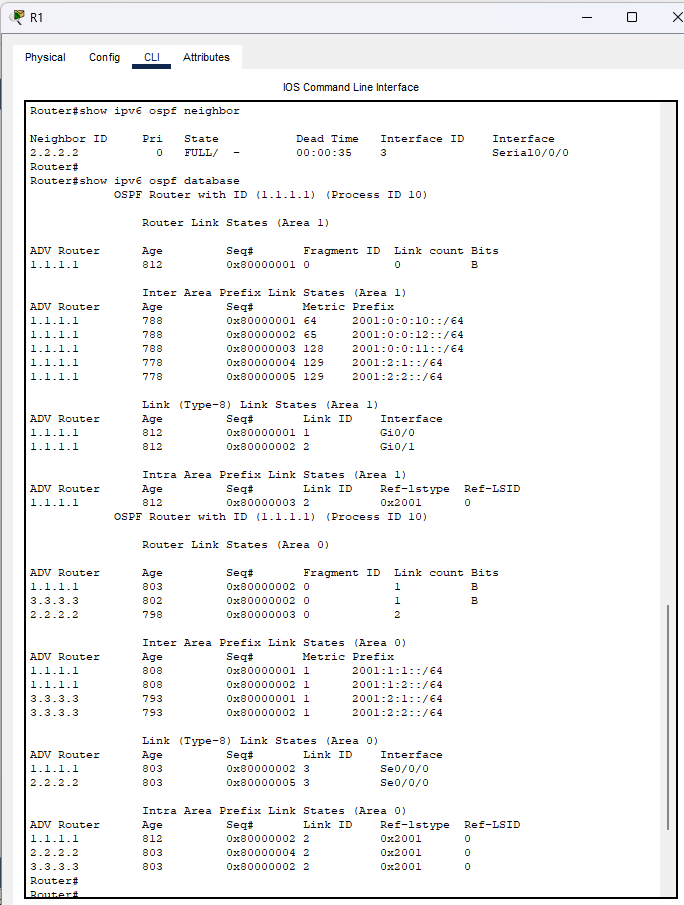 R1
Physical Config CLI Attributes
IOS Command Line Interface
Router#show ipv6 ospf neighbor
Neighbor ID Pri State Dead Time Interface ID Interface
2.2.2.2 0 FULL/ - 00:00:35 3 Serial0/0/0
Router#
Router#show ipv6 ospf database
OSPF Router with ID (1.1.1.1) (Process ID 10)
Router Link States (Area 1)
ADV Router Age Seq# Fragment ID Link count Bits
1.1.1.1 812 0x80000001 0 0 B
Inter Area Prefix Link States (Area 1)
ADV Router Age Seq# Metric Prefix
1.1.1.1 788 0x80000001 64 2001:0:0:10::/64
1.1.1.1 788 0x80000002 65 2001:0:0:12::/64
1.1.1.1 788 0x80000003 128 2001:0:0:11::/64
1.1.1.1 778 0x80000004 129 2001:2:1::/64
1.1.1.1 778 0x80000005 129 2001:2:2::/64
Link (Type-8) Link States (Area 1)
ADV Router Age Seq# Link ID Interface
1.1.1.1 812 0x80000001 1 Gi0/0
1.1.1.1 812 0x80000002 2 Gi0/1
Intra Area Prefix Link States (Area 1)
ADV Router Age Seq# Link ID Ref-lstype Ref-LSID
1.1.1.1 812 0x80000003 2 0x2001 0
OSPF Router with ID (1.1.1.1) (Process ID 10)
Router Link States (Area 0)
ADV Router Age Seq# Fragment ID Link count Bits
1.1.1.1 803 0x80000002 0 1 B
3.3.3.3 802 0x80000002 0 1 B
2.2.2.2 798 0x80000003 0 2
Inter Area Prefix Link States (Area 0)
ADV Router Age Seq# Metric Prefix
1.1.1.1 808 0x80000001 1 2001:1:1::/64
1.1.1.1 808 0x80000002 1 2001:1:2::/64
3.3.3.3 793 0x80000001 1 2001:2:1::/64
3.3.3.3 793 0x80000002 1 2001:2:2::/64
Link (Type-8) Link States (Area 0)
ADV Router Age Seq# Link ID Interface
1.1.1.1 803 0x80000002 3 Se0/0/0
2.2.2.2 803 0x80000005 3 Se0/0/0
Intra Area Prefix Link States (Area 0)
ADV Router Age Seq# Link ID Ref-lstype Ref-LSID
1.1.1.1 812 0x80000002 2 0x2001 0
2.2.2.2 803 0x80000004 2 0x2001 0
3.3.3.3 803 0x80000002 2 0x2001 0
Router#
Router#